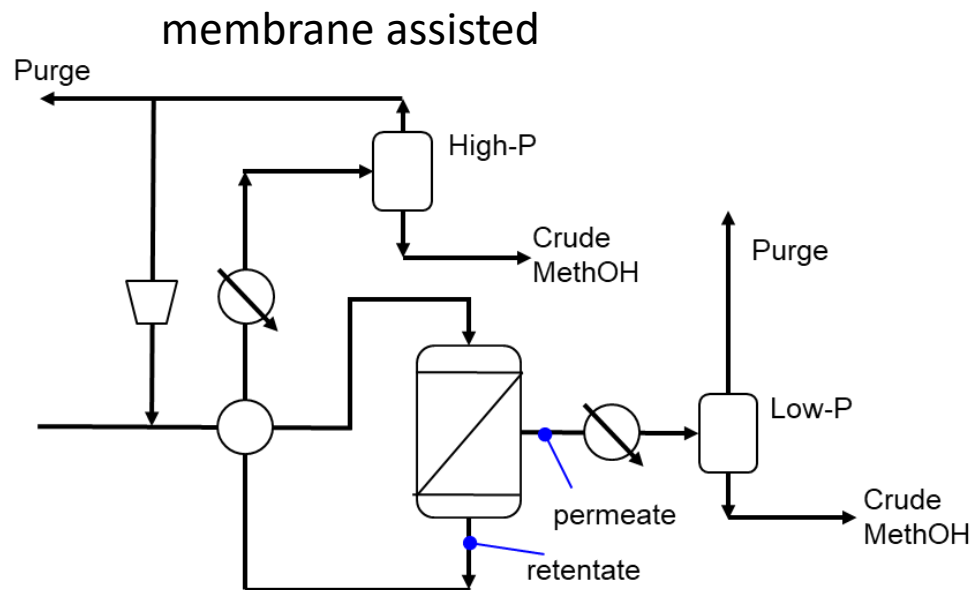 membrane assisted
Purge
High-P
Crude
MethOH
Purge
Low-P
Crude
MethOH
permeate
retentate